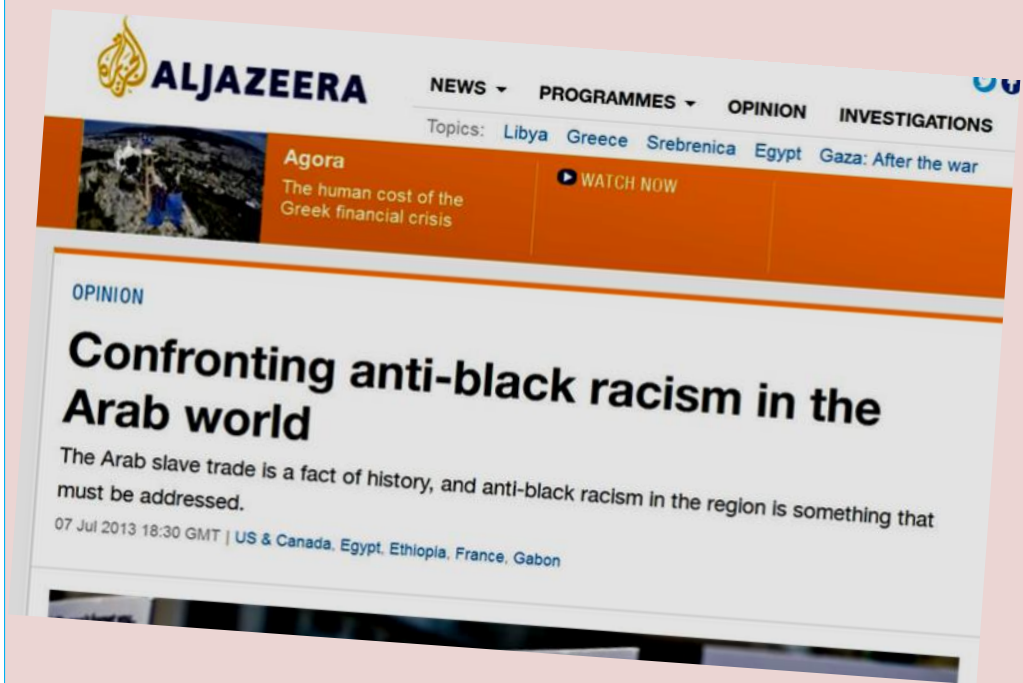 ALJAZEERA
NEWS PROGRAMMES OPINION INVESTIGATIONS
Topics: Libya Greece Srebrenica Egypt Gaza: After the war
Agora
The human cost of the
Greek financial crisis
WATCH NOW
OPINION
Confronting anti-black racism in the
Arab world
The Arab slave trade is a fact of history, and anti-black racism in the region is something that
must be addressed.
07 Jul 2013 18:30 GMT | US & Canada, Egypt, Ethiopia, France, Gabon